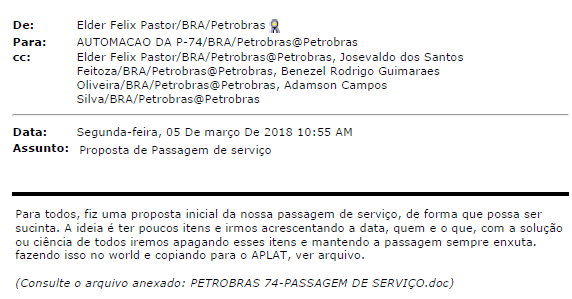 De: Elder Felix Pastor/BRA/Petrobras
Para: AUTOMACAO DA P-74/BRA/Petrobras@Petrobras
cc: Elder Felix Pastor/BRA/Petrobras@Petrobras, Josevaldo dos Santos
Feitoza/BRA/Petrobras@Petrobras, Benezel Rodrigo Guimaraes
Oliveira/BRA/Petrobras@Petrobras, Adamson Campos
Silva/BRA/Petrobras@Petrobras
Data: Segunda-feira, 05 De março De 2018 10:55 AM
Assunto: Proposta de Passagem de serviço
Para todos, fiz uma proposta inicial da nossa passagem de serviço, de forma que possa ser
sucinta. A ideia é ter poucos itens e irmos acrescentando a data, quem e o que, com a solução
ou ciência de todos iremos apagando esses itens e mantendo a passagem sempre enxuta.
fazendo isso no world e copiando para o APLAT, ver arquivo.
(Consulte o arquivo anexado: PETROBRAS 74-PASSAGEM DE SERVIÇO.doc)